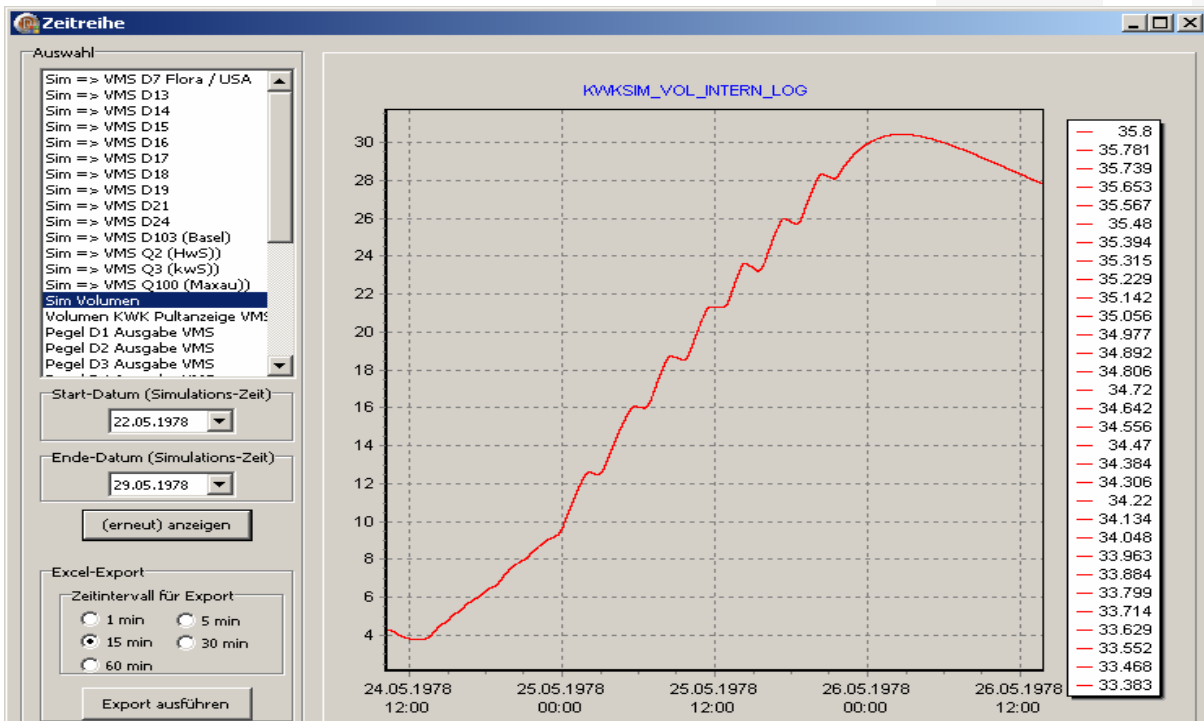 Zeitreihe
Auswahl
Sim => VMS D7 Flora / USA
Sim => VMS D13
Sim => VMS D14
Sim => VMS D15
Sim => VMS D16
Sim => VMS D17
Sim => VMS D18
Sim => VMS D19
Sim => VMS D21
Sim => VMS D24
Sim => VMS D103 (Basel)
Sim => VMS Q2 (HwS))
Sim => VMS Q3 (kwS))
Sim => VMS Q100 (Maxau))
Sim Volumen
Volumen KWK Pultanzeige VMS
Pegel D1 Ausgabe VMS
Pegel D2 Ausgabe VMS
Pegel D3 Ausgabe VMS
Start-Datum (Simulations-Zeit)
22.05.1978
Ende-Datum (Simulations-Zeit)
29.05.1978
(erneut) anzeigen
Excel-Export
Zeitintervall für Export
1 min
5 min
15 min
30 min
60 min
Export ausführen
KWKSIM_VOL_INTERN_LOG
30
28
26
24
22
20
18
16
14
12
10
8
6
4
24.05.1978 25.05.1978 25.05.1978 26.05.1978 26.05.1978
12:00 00:00 12:00 00:00 12:00
35.8
35.781
35.739
35.653
35.567
35.48
35.394
35.315
35.229
35.142
35.056
34.977
34.892
34.806
34.72
34.642
34.556
34.47
34.384
34.306
34.22
34.134
34.048
33.963
33.884
33.799
33.714
33.629
33.552
33.468
33.383